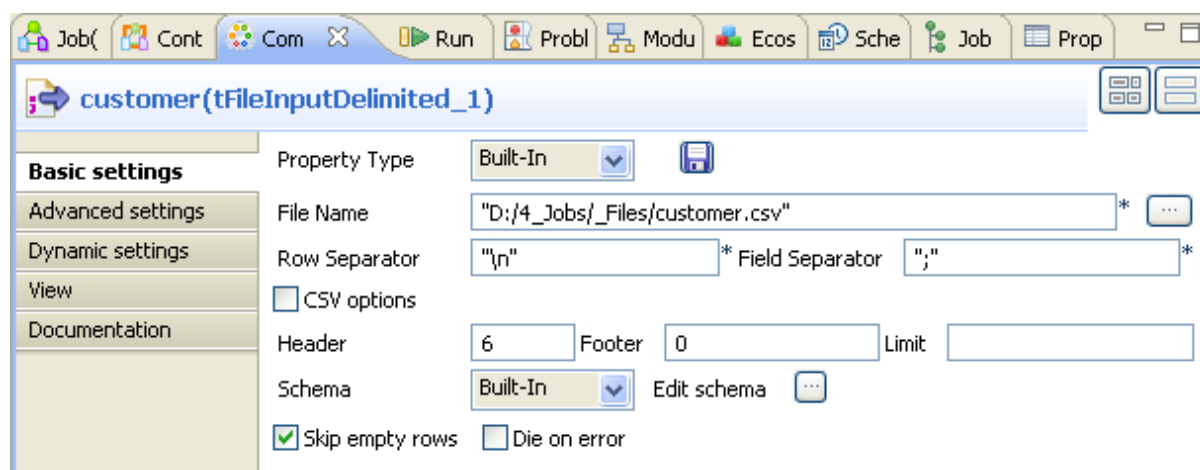 Job( Cont Com Run Probl Modu Ecos Sche Job Prop
customer(tFileInputDelimited_1)
Basic settings
Advanced settings
Dynamic settings
View
Documentation
Property Type Built-In
File Name "D:/4_Jobs/_Files/customer.csv" * ...
Row Separator "\n" * Field Separator ";" *
CSV options
Header 6 Footer 0 Limit
Schema Built-In Edit schema ...
Skip empty rows Die on error